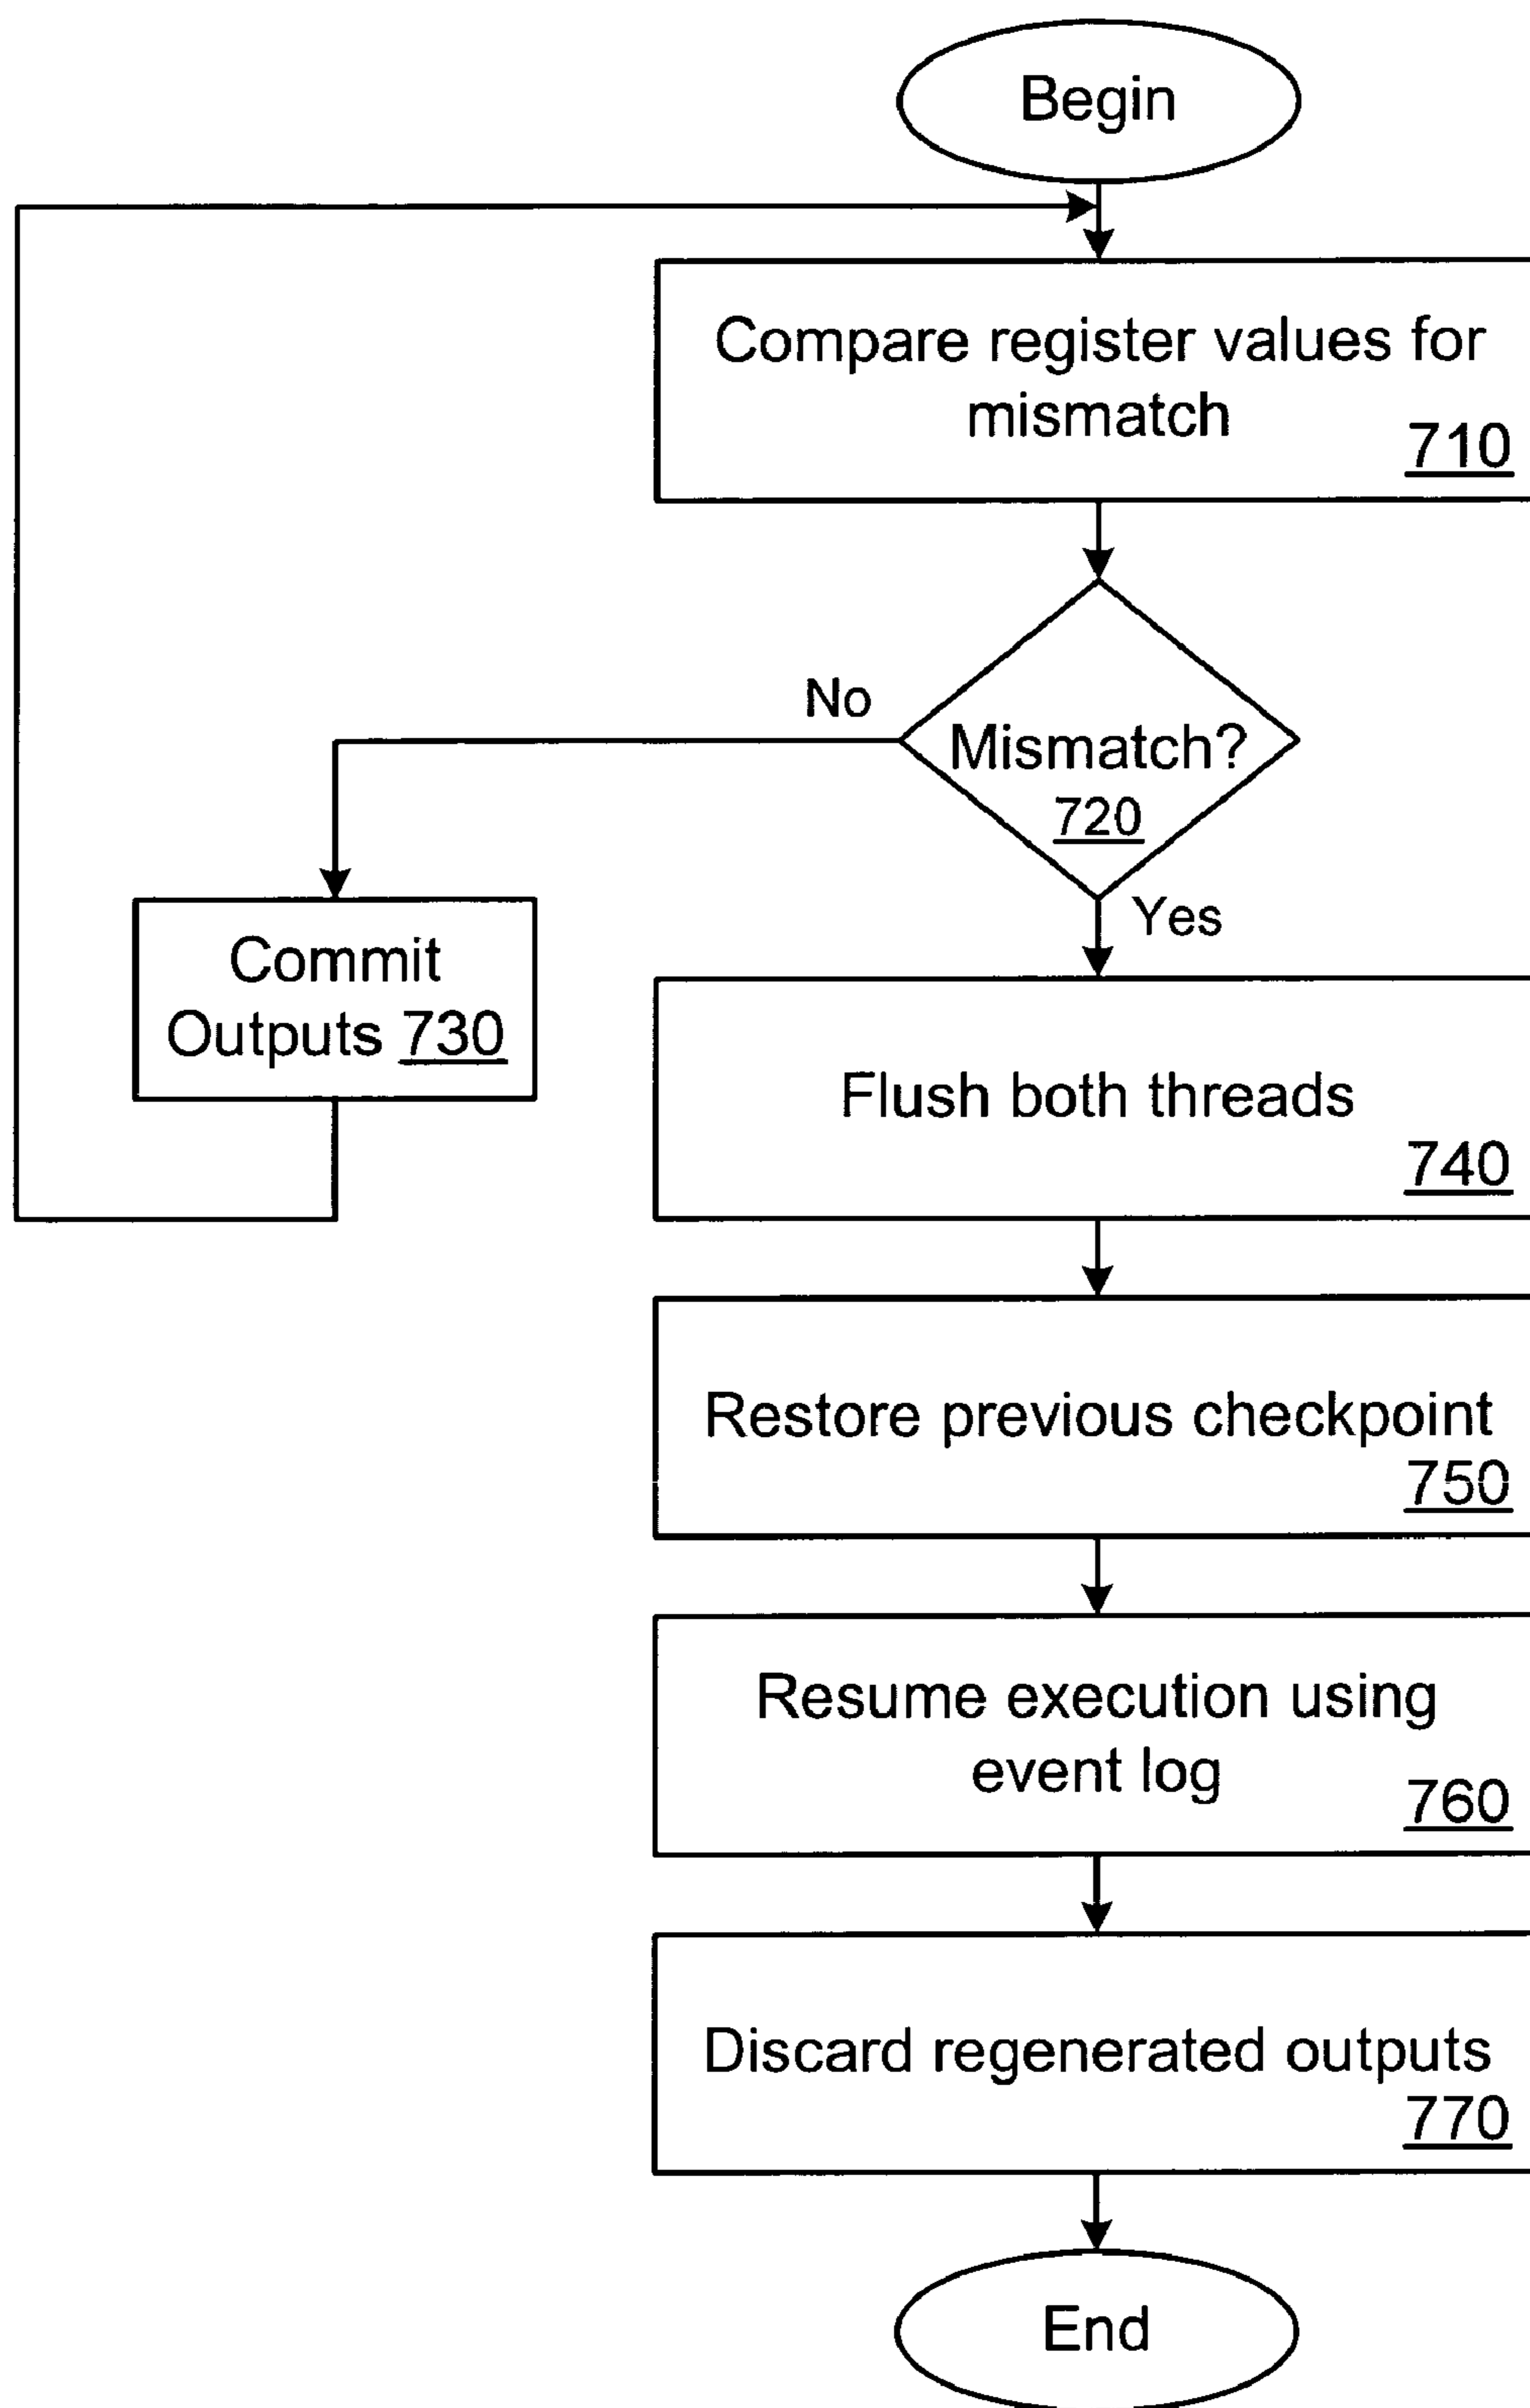 Begin
Compare register values for
mismatch
710
No
Mismatch?
720
Yes
Commit
Outputs 730
Flush both threads
740
Restore previous checkpoint
750
Resume execution using
event log
760
Discard regenerated outputs
770
End